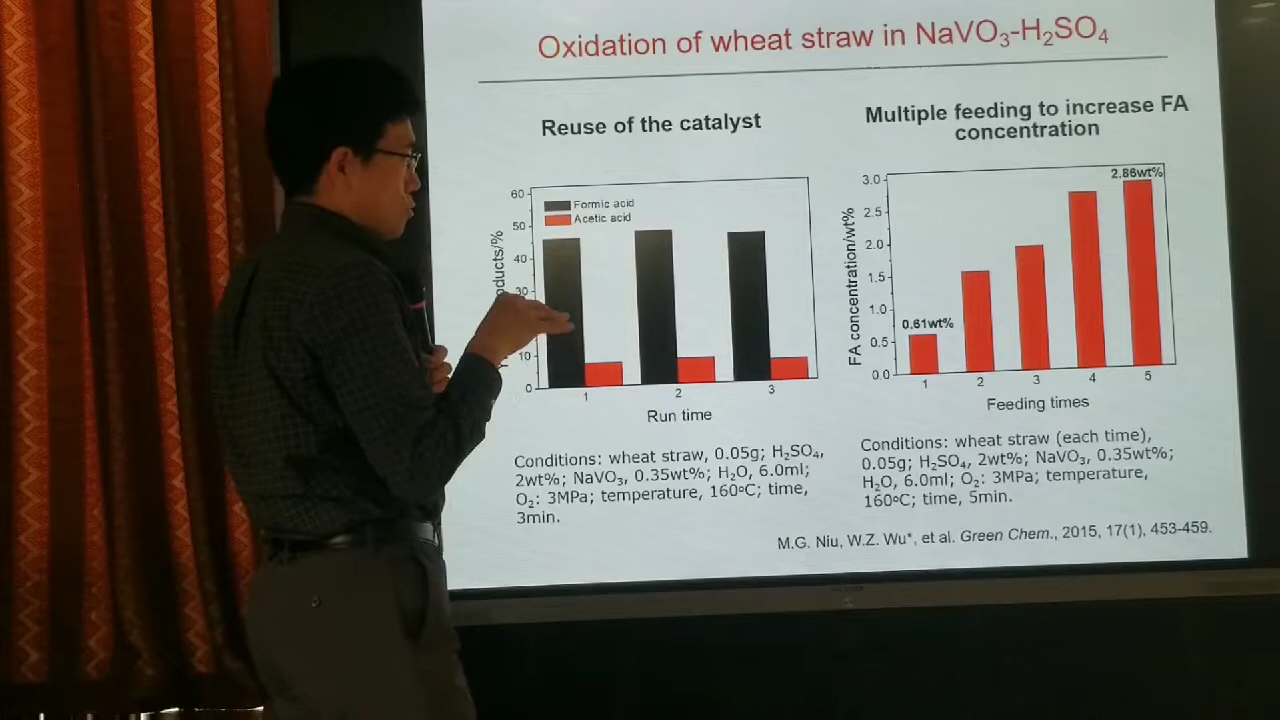 Oxidation of wheat straw in NaVO₃-H₂SO₄
Reuse of the catalyst
60
50
40
30
10
0
Formic acid
Acetic acid
1
2
3
Run time
Conditions: wheat straw, 0.05g; H₂SO₄,
2wt%; NaVO₃, 0.35wt%; H₂O, 6.0ml;
O₂: 3MPa; temperature, 160ºC; time,
3min.
Multiple feeding to increase FA
concentration
FA concentration/wt%
3.0
2.5
2.0
1.5
1.0
0.5
0.0
0.61wt%
2.86wt%
1
2
3
4
5
Feeding times
Conditions: wheat straw (each time),
0.05g; H₂SO₄, 2wt%; NaVO₃, 0.35wt%;
H₂O, 6.0ml; O₂: 3MPa; temperature,
160ºC; time, 5min.
M.G. Niu, W.Z. Wu*, et al. Green Chem., 2015, 17(1), 453-459.